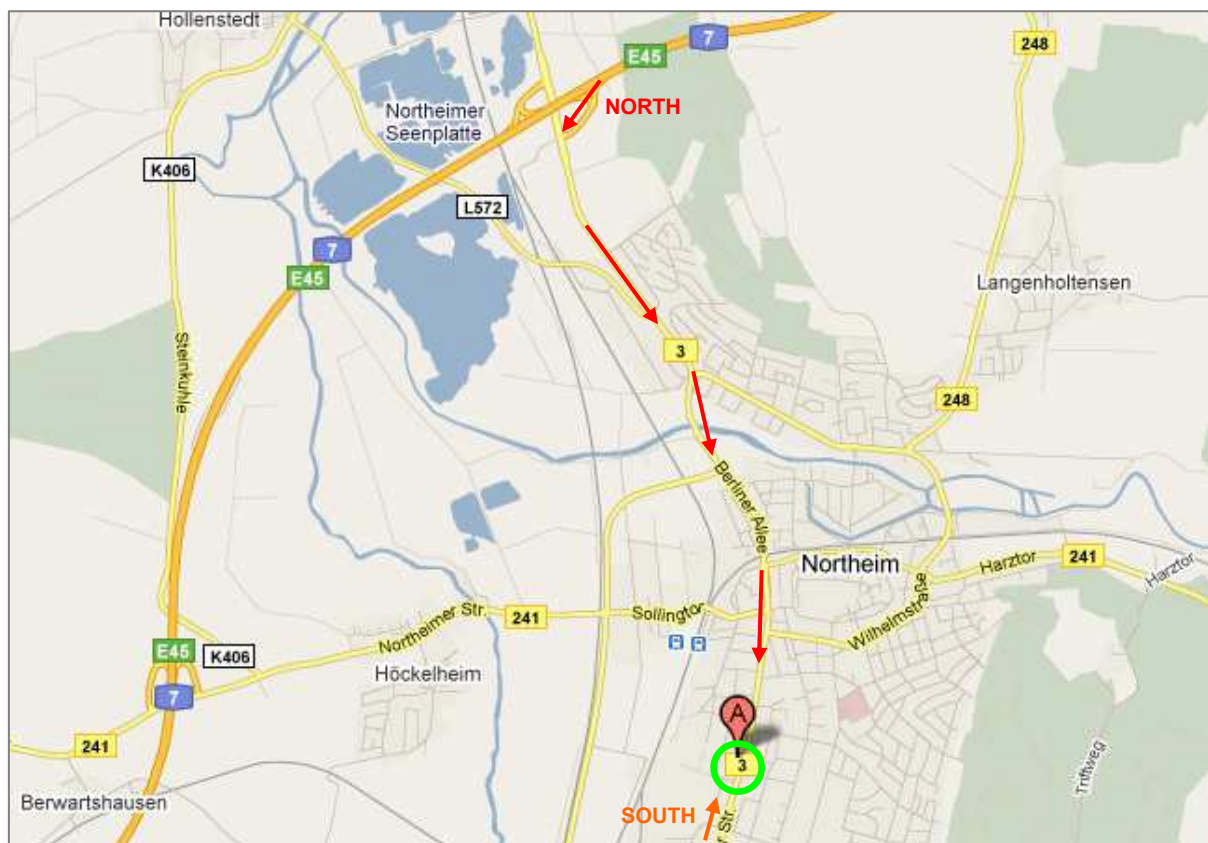 Hollenstedt
7
E45
248
NORTH
Northeimer
Seenplatte
K406
L572
7
E45
Langenholtensen
Steinkuhle
3
248
Berliner Allee
Northeim
Harztor
241
Harztor
Northeimer Str.
241
Sollingtor
Wilhelmstraße
E45
K406
Höckelheim
7
A
241
3
Triftweg
Berwartshausen
SOUTH
r Str.